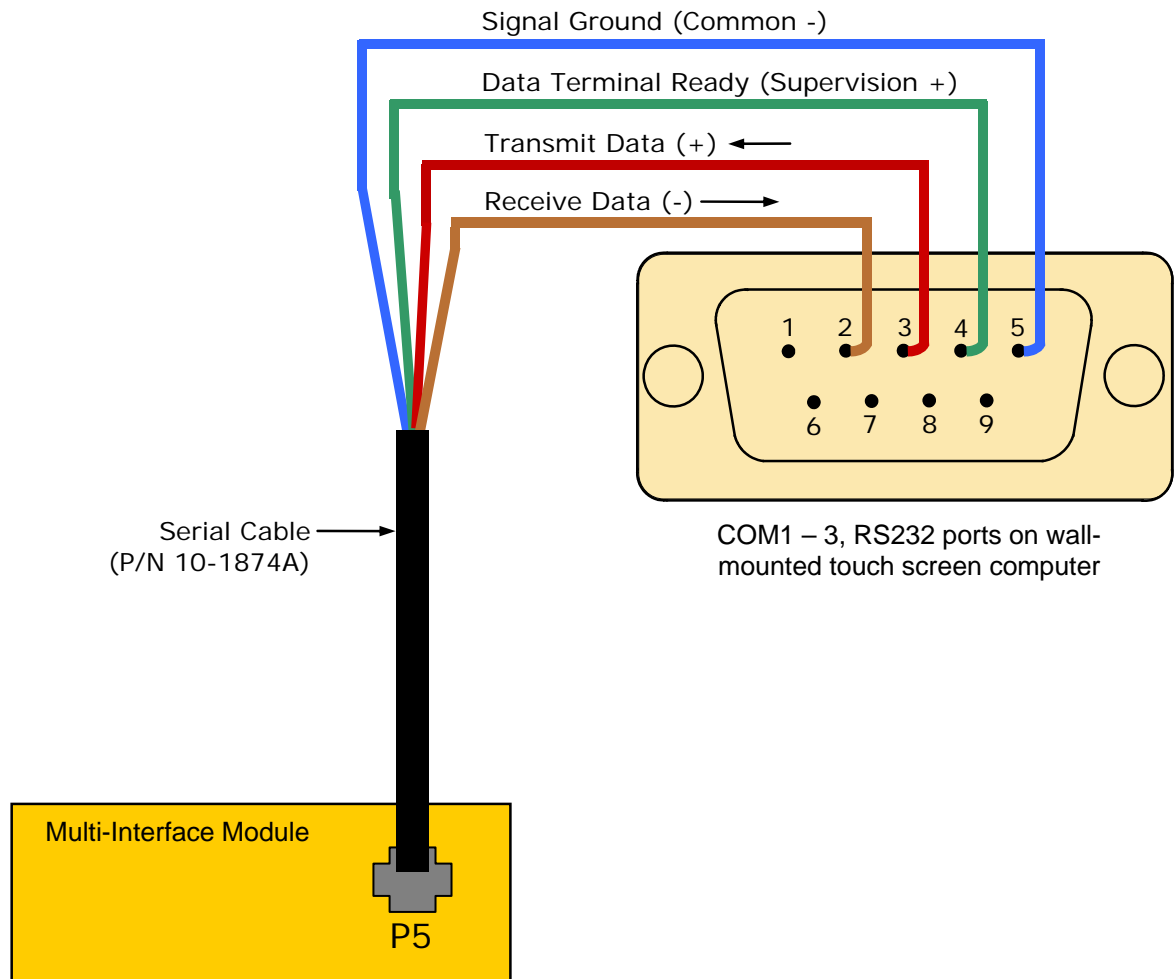 Signal Ground (Common -)
Data Terminal Ready (Supervision +)
Transmit Data (+)
Receive Data (-)
1 2 3 4 5
6 7 8 9
Serial Cable
(P/N 10-1874A)
COM1 – 3, RS232 ports on wall-
mounted touch screen computer
Multi-Interface Module
P5